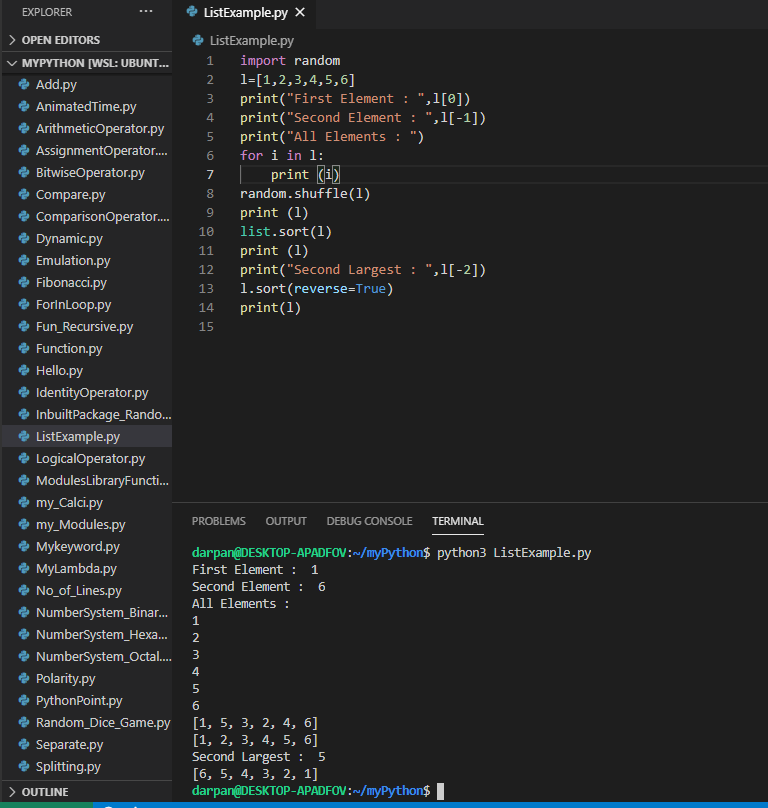 EXPLORER ···
OPEN EDITORS
MYPYTHON [WSL: UBUNT...
Add.py
AnimatedTime.py
ArithmeticOperator.py
AssignmentOperator....
BitwiseOperator.py
Compare.py
ComparisonOperator....
Dynamic.py
Emulation.py
Fibonacci.py
ForInLoop.py
Fun_Recursive.py
Function.py
Hello.py
IdentityOperator.py
InbuiltPackage_Rando...
ListExample.py
LogicalOperator.py
ModulesLibraryFuncti...
my_Calci.py
my_Modules.py
Mykeyword.py
MyLambda.py
No_of_Lines.py
NumberSystem_Binar...
NumberSystem_Hexa...
NumberSystem_Octal....
Polarity.py
PythonPoint.py
Random_Dice_Game.py
Separate.py
Splitting.py
OUTLINE
ListExample.py
ListExample.py
1 import random
2 l=[1,2,3,4,5,6]
3 print("First Element : ",l[0])
4 print("Second Element : ",l[-1])
5 print("All Elements : ")
6 for i in l:
7     print (i)
8 random.shuffle(l)
9 print (l)
10 list.sort(l)
11 print (l)
12 print("Second Largest : ",l[-2])
13 l.sort(reverse=True)
14 print(l)
15
PROBLEMS OUTPUT DEBUG CONSOLE TERMINAL
darpan@DESKTOP-APADFOV:~/myPython$ python3 ListExample.py
First Element :  1
Second Element :  6
All Elements :
1
2
3
4
5
6
[1, 5, 3, 2, 4, 6]
[1, 2, 3, 4, 5, 6]
Second Largest :  5
[6, 5, 4, 3, 2, 1]
darpan@DESKTOP-APADFOV:~/myPython$